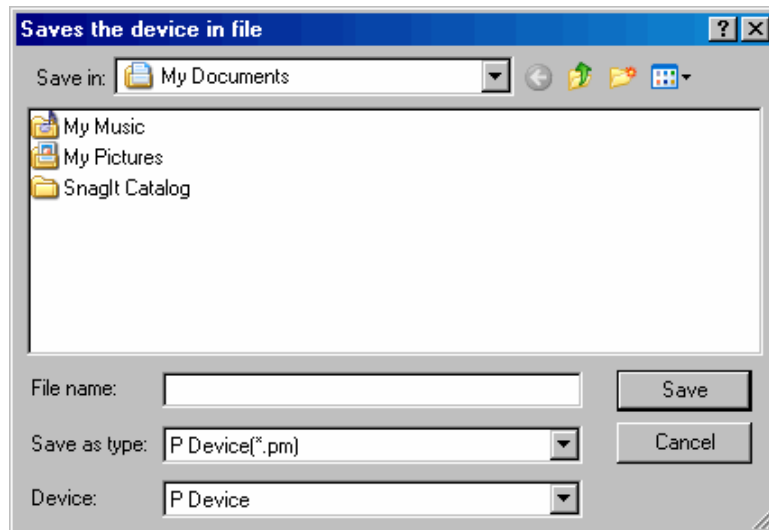 Saves the device in file
Save in: My Documents
My Music
My Pictures
SnagIt Catalog
File name:
Save
Save as type: P Device(*.pm)
Cancel
Device: P Device